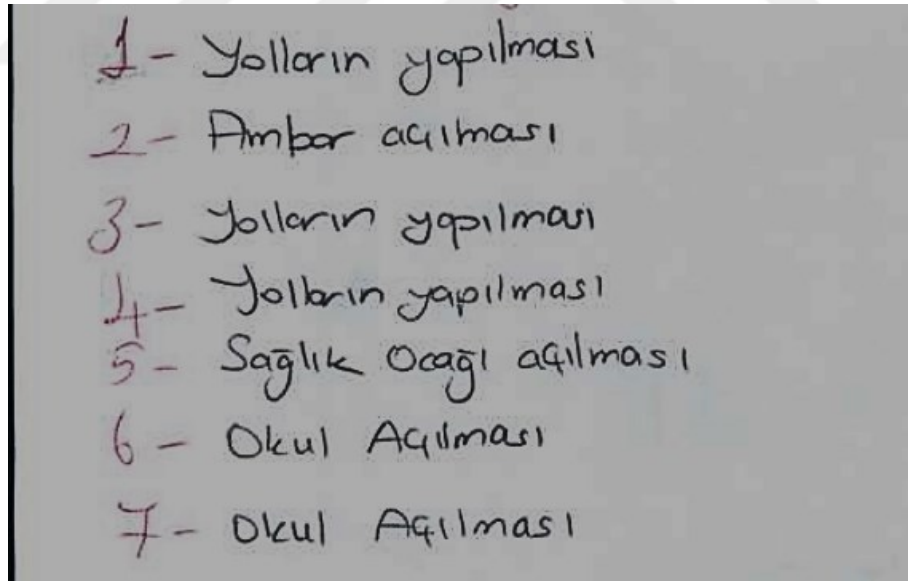 1- Yolların yapılması
2- Ambar açılması
3- Yolların yapılması
4- Yolların yapılması
5- Sağlık Ocağı açılması
6- Okul Açılması
7- Okul Açılması